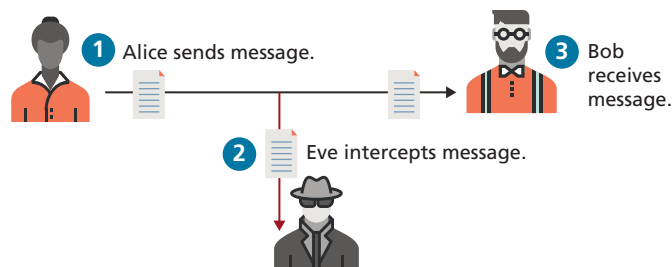 1 Alice sends message.
2 Eve intercepts message.
3 Bob
receives
message.